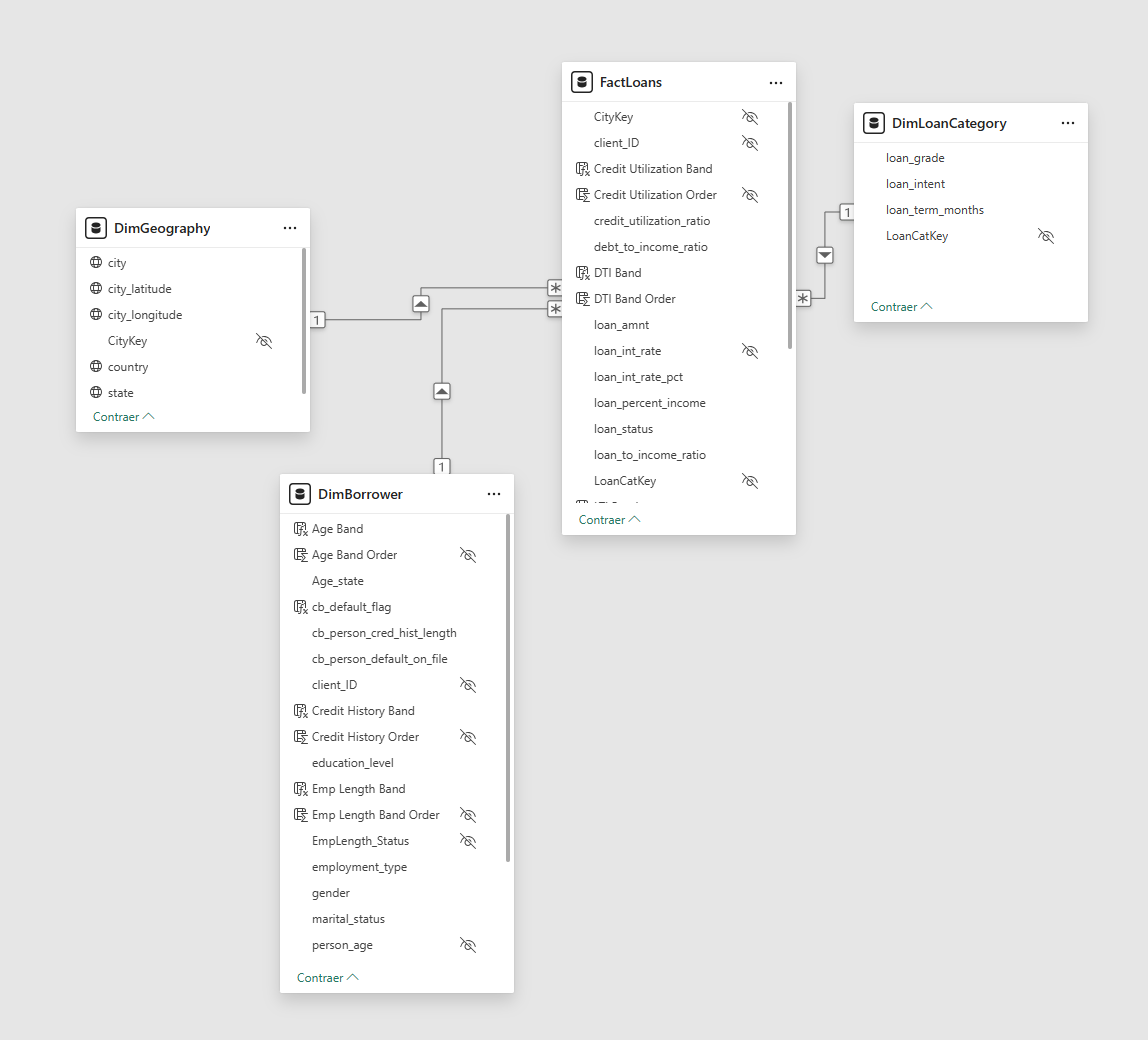 FactLoans
CityKey
client_ID
Credit Utilization Band
Credit Utilization Order
credit_utilization_ratio
debt_to_income_ratio
DTI Band
DTI Band Order
loan_amnt
loan_int_rate
loan_int_rate_pct
loan_percent_income
loan_status
loan_to_income_ratio
LoanCatKey
Contraer
DimLoanCategory
loan_grade
loan_intent
loan_term_months
LoanCatKey
Contraer
DimGeography
city
city_latitude
city_longitude
CityKey
country
state
Contraer
1
*
*
1
1
*
DimBorrower
Age Band
Age Band Order
Age_state
cb_default_flag
cb_person_cred_hist_length
cb_person_default_on_file
client_ID
Credit History Band
Credit History Order
education_level
Emp Length Band
Emp Length Band Order
EmpLength_Status
employment_type
gender
marital_status
person_age
Contraer